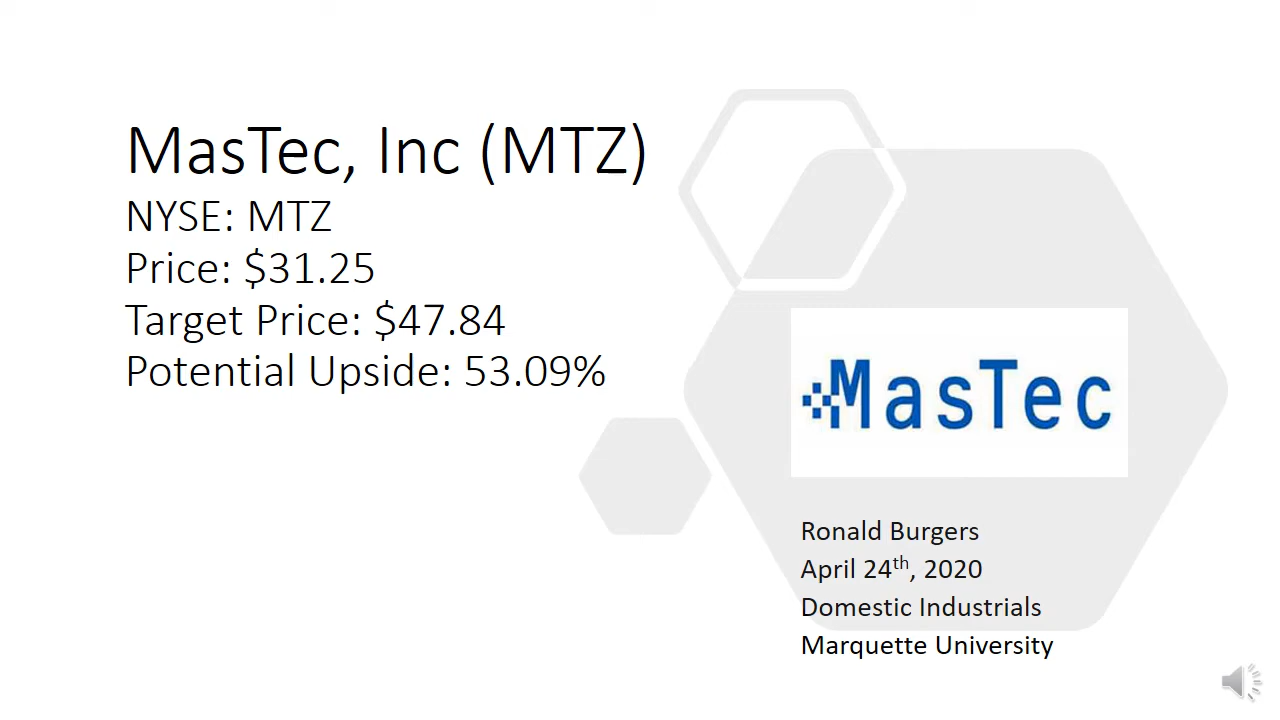 MasTec, Inc (MTZ)
NYSE: MTZ
Price: $31.25
Target Price: $47.84
Potential Upside: 53.09%
MasTec
Ronald Burgers
April 24th, 2020
Domestic Industrials
Marquette University